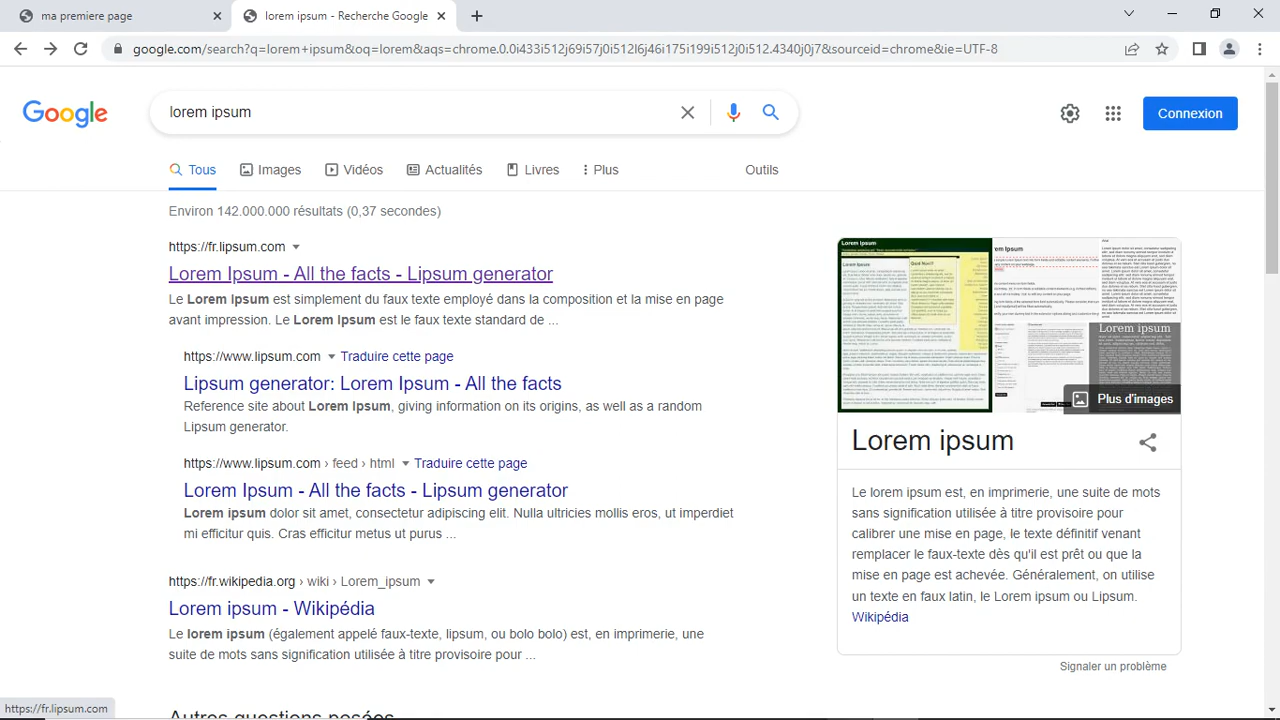 ma premiere page
lorem ipsum - Recherche Google
google.com/search?q=lorem+ipsum&oq=lorem&aqs=chrome.0.0i433i512j69i57j0i512l6j46i175i199i512j0i512.4340j0j7&sourceid=chrome&ie=UTF-8
Google
lorem ipsum
Connexion
Tous Images Vidéos Actualités Livres Plus Outils
Environ 142.000.000 résultats (0,37 secondes)
https://fr.lipsum.com
Lorem Ipsum - All the facts - Lipsum generator
Le Lorem Ipsum est simplement du faux texte employé dans la composition et la mise en page
avant impression. Le Lorem Ipsum est le faux texte standard de ...
https://www.lipsum.com Traduire cette page
Lipsum generator: Lorem Ipsum - All the facts
Reference site about Lorem Ipsum, giving information on its origins, as well as a random
Lipsum generator.
https://www.lipsum.com › feed › html Traduire cette page
Lorem Ipsum - All the facts - Lipsum generator
Lorem ipsum dolor sit amet, consectetur adipiscing elit. Nulla ultricies mollis eros, ut imperdiet
mi efficitur quis. Cras efficitur metus ut purus ...
https://fr.wikipedia.org › wiki › Lorem_ipsum
Lorem ipsum - Wikipédia
Le lorem ipsum (également appelé faux-texte, lipsum, ou bolo bolo) est, en imprimerie, une
suite de mots sans signification utilisée à titre provisoire pour ...
Autres questions posées
Lorem ipsum
Plus d'images
Lorem ipsum
Le lorem ipsum est, en imprimerie, une suite de mots
sans signification utilisée à titre provisoire pour
calibrer une mise en page, le texte définitif venant
remplacer le faux-texte dès qu'il est prêt ou que la
mise en page est achevée. Généralement, on utilise
un texte en faux latin, le Lorem ipsum ou Lipsum.
Wikipédia
Signaler un problème
https://fr.lipsum.com